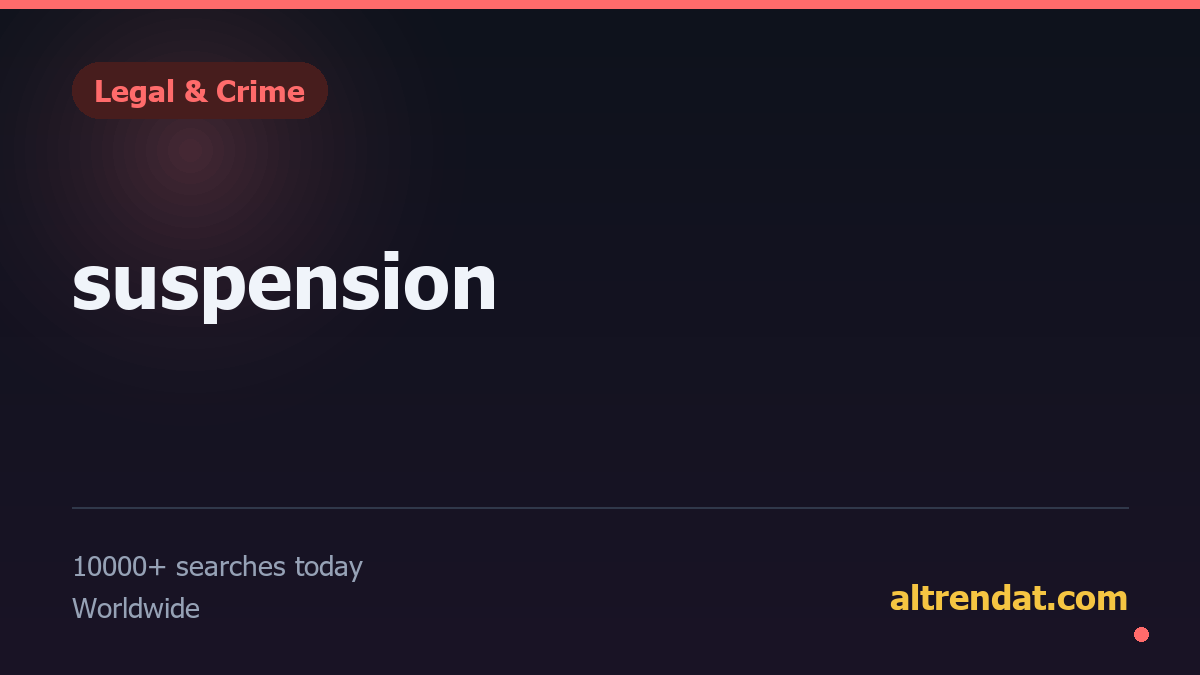 Legal & Crime
suspension
10000+ searches today
Worldwide
altrendat.com